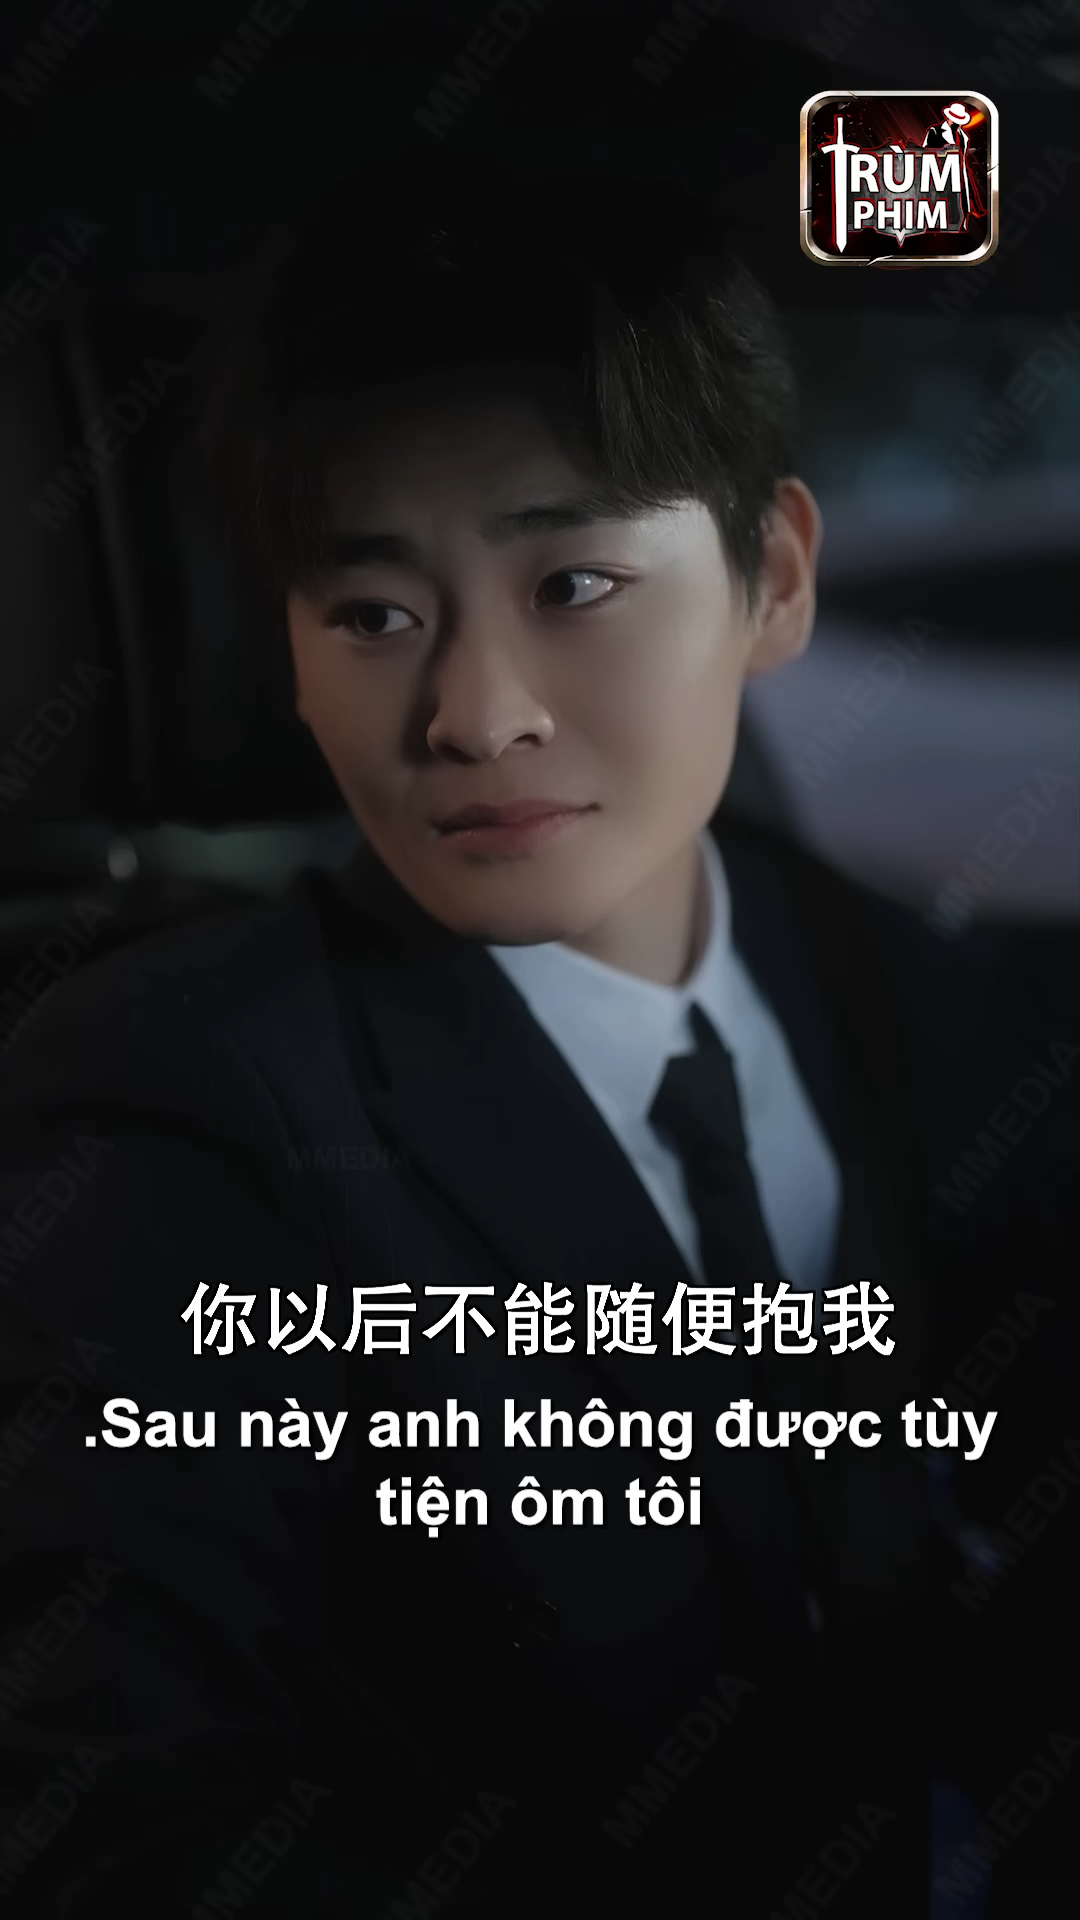 TRÙM
PHIM
MMEDIA
你以后不能随便抱我
.Sau này anh không được tùy
tiện ôm tôi